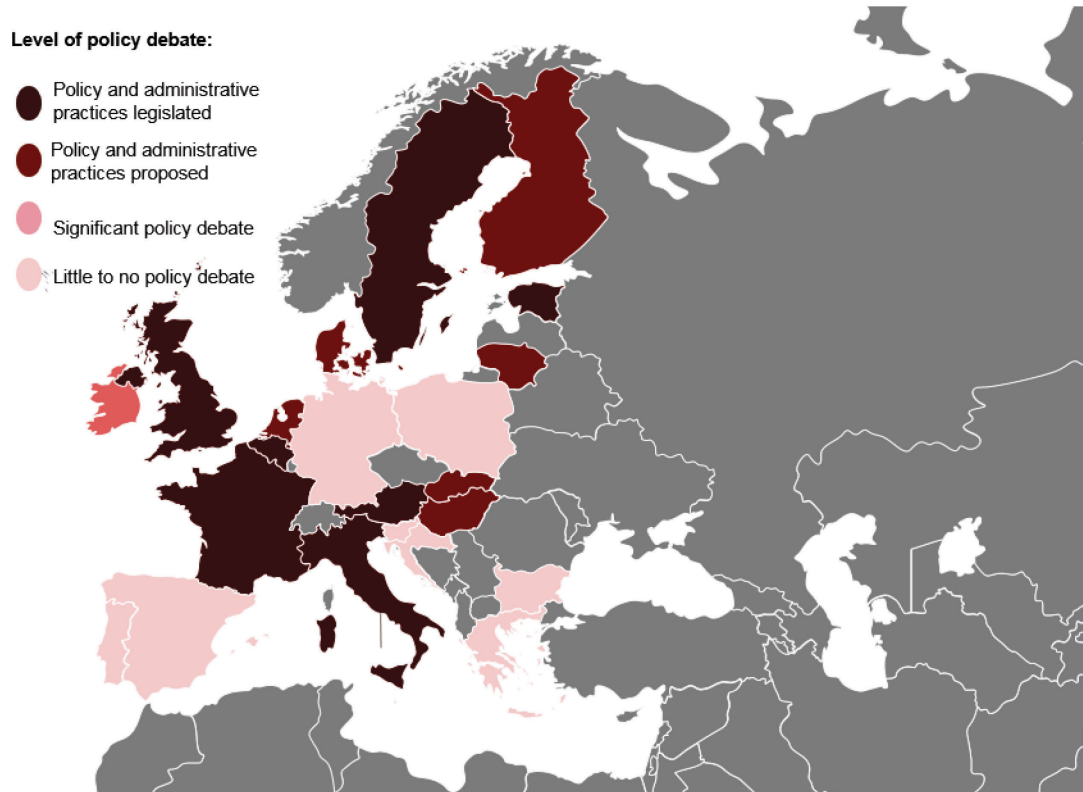 Level of policy debate:
Policy and administrative
practices legislated
Policy and administrative
practices proposed
Significant policy debate
Little to no policy debate